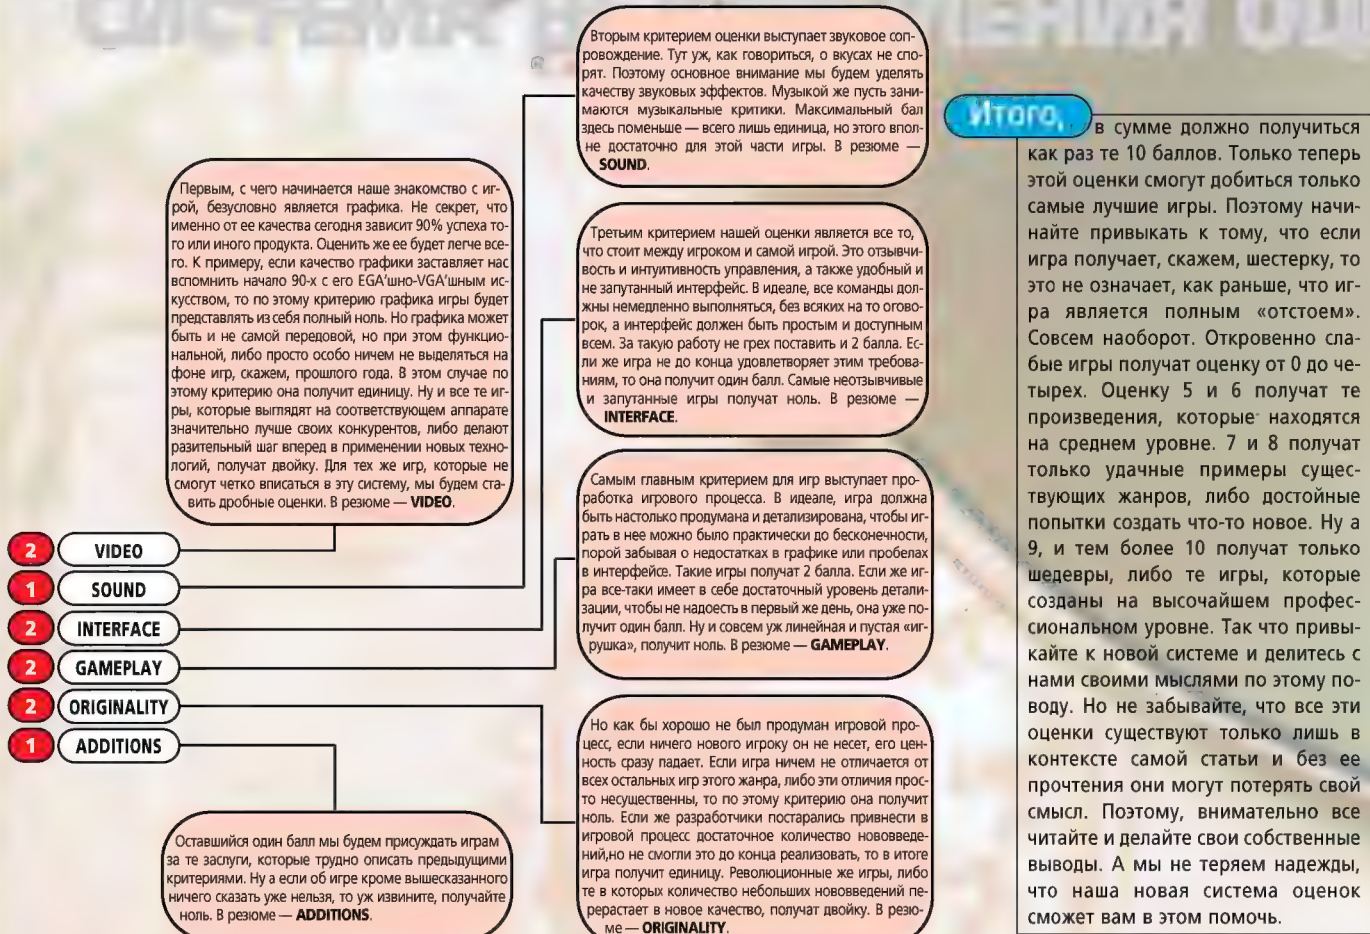 Вторым критерием оценки выступает звуковое соп-
ровождение. Тут уж, как говориться, о вкусах не спо-
рят. Поэтому основное внимание мы будем уделять
качеству звуковых эффектов. Музыкой же пусть зани-
маются музыкальные критики. Максимальный бал
здесь поменьше — всего лишь единица, но этого впол-
не достаточно для этой части игры. В резюме —
SOUND.
Первым, с чего начинается наше знакомство с иг-
рой, безусловно является графика. Не секрет, что
именно от ее качества сегодня зависит 90% успеха то-
го или иного продукта. Оценить же ее будет легче все-
го. К примеру, если качество графики заставляет нас
вспомнить начало 90-х с его EGA'шно-VGA'шным ис-
кусством, то по этому критерию графика игры будет
представлять из себя полный ноль. Но графика может
быть и не самой передовой, но при этом функцио-
нальной, либо просто особо ничем не выделяться на
фоне игр, скажем, прошлого года. В этом случае по
этому критерию она получит единицу. Ну и все те иг-
ры, которые выглядят на соответствующем аппарате
значительно лучше своих конкурентов, либо делают
разительный шаг вперед в применении новых техно-
логий, получат двойку. Для тех же игр, которые не
смогут четко вписаться в эту систему, мы будем ста-
вить дробные оценки. В резюме — VIDEO.
Третьим критерием нашей оценки является все то,
что стоит между игроком и самой игрой. Это отзывчи-
вость и интуитивность управления, а также удобный и
не запутанный интерфейс. В идеале, все команды дол-
жны немедленно выполняться, без всяких на то огово-
рок, а интерфейс должен быть простым и доступным
всем. За такую работу не грех поставить и 2 балла. Ес-
ли же игра не до конца удовлетворяет этим требова-
ниям, то она получит один балл. Самые неотзывчивые
и запутанные игры получат ноль. В резюме —
INTERFACE.
Самым главным критерием для игр выступает про-
работка игрового процесса. В идеале, игра должна
быть настолько продумана и детализирована, чтобы иг-
рать в нее можно было практически до бесконечности,
порой забывая о недостатках в графике или пробелах
в интерфейсе. Такие игры получат 2 балла. Если же иг-
ра все-таки имеет в себе достаточный уровень детали-
зации, чтобы не надоесть в первый же день, она уже по-
лучит один балл. Ну и совсем уж линейная и пустая «иг-
рушка», получит ноль. В резюме — GAMEPLAY.
2 VIDEO
1 SOUND
2 INTERFACE
2 GAMEPLAY
2 ORIGINALITY
1 ADDITIONS
Но как бы хорошо не был продуман игровой про-
цесс, если ничего нового игроку он не несет, его цен-
ность сразу падает. Если игра ничем не отличается от
всех остальных игр этого жанра, либо эти отличия прос-
то несущественны, то по этому критерию она получит
ноль. Если же разработчики постарались привнести в
игровой процесс достаточное количество нововведе-
ний,но не смогли это до конца реализовать, то в итоге
игра получит единицу. Революционные же игры, либо
те в которых количество небольших нововведений пе-
рерастает в новое качество, получат двойку. В резю-
ме — ORIGINALITY.
Оставшийся один балл мы будем присуждать играм
за те заслуги, которые трудно описать предыдущими
критериями. Ну а если об игре кроме вышесказанного
ничего сказать уже нельзя, то уж извините, получайте
ноль. В резюме — ADDITIONS.
Итого, в сумме должно получиться
как раз те 10 баллов. Только теперь
этой оценки смогут добиться только
самые лучшие игры. Поэтому начи-
найте привыкать к тому, что если
игра получает, скажем, шестерку, то
это не означает, как раньше, что иг-
ра является полным «отстоем».
Совсем наоборот. Откровенно сла-
бые игры получат оценку от 0 до че-
тырех. Оценку 5 и 6 получат те
произведения, которые находятся
на среднем уровне. 7 и 8 получат
только удачные примеры сущес-
твующих жанров, либо достойные
попытки создать что-то новое. Ну а
9, и тем более 10 получат только
шедевры, либо те игры, которые
созданы на высочайшем профес-
сиональном уровне. Так что привы-
кайте к новой системе и делитесь с
нами своими мыслями по этому по-
воду. Но не забывайте, что все эти
оценки существуют только лишь в
контексте самой статьи и без ее
прочтения они могут потерять свой
смысл. Поэтому, внимательно все
читайте и делайте свои собственные
выводы. А мы не теряем надежды,
что наша новая система оценок
сможет вам в этом помочь.